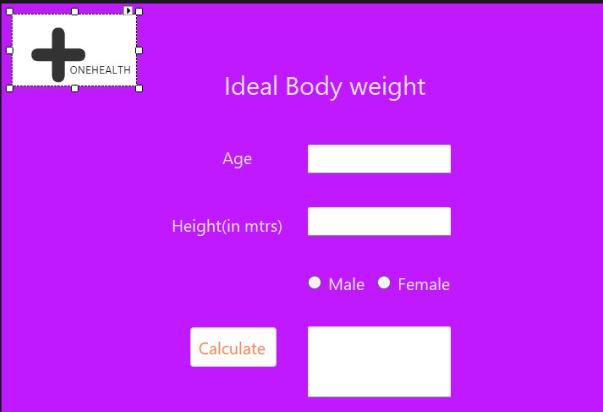 ONEHEALTH
Ideal Body weight
Age
Height(in mtrs)
Male Female
Calculate